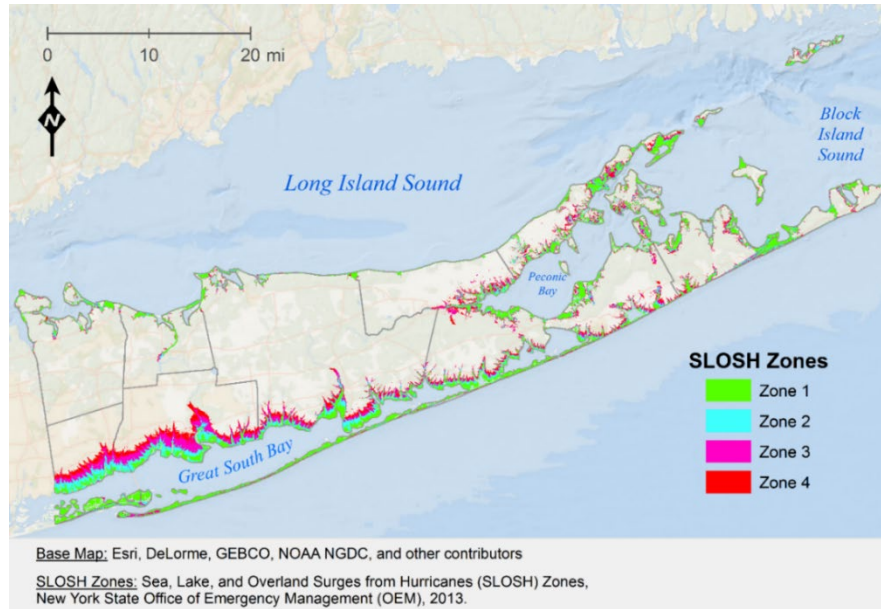 0 10 20 mi
N
Long Island Sound
Block
Island
Sound
Peconic
Bay
Great South Bay
SLOSH Zones
Zone 1
Zone 2
Zone 3
Zone 4
Base Map: Esri, DeLorme, GEBCO, NOAA NGDC, and other contributors
SLOSH Zones: Sea, Lake, and Overland Surges from Hurricanes (SLOSH) Zones,
New York State Office of Emergency Management (OEM), 2013.